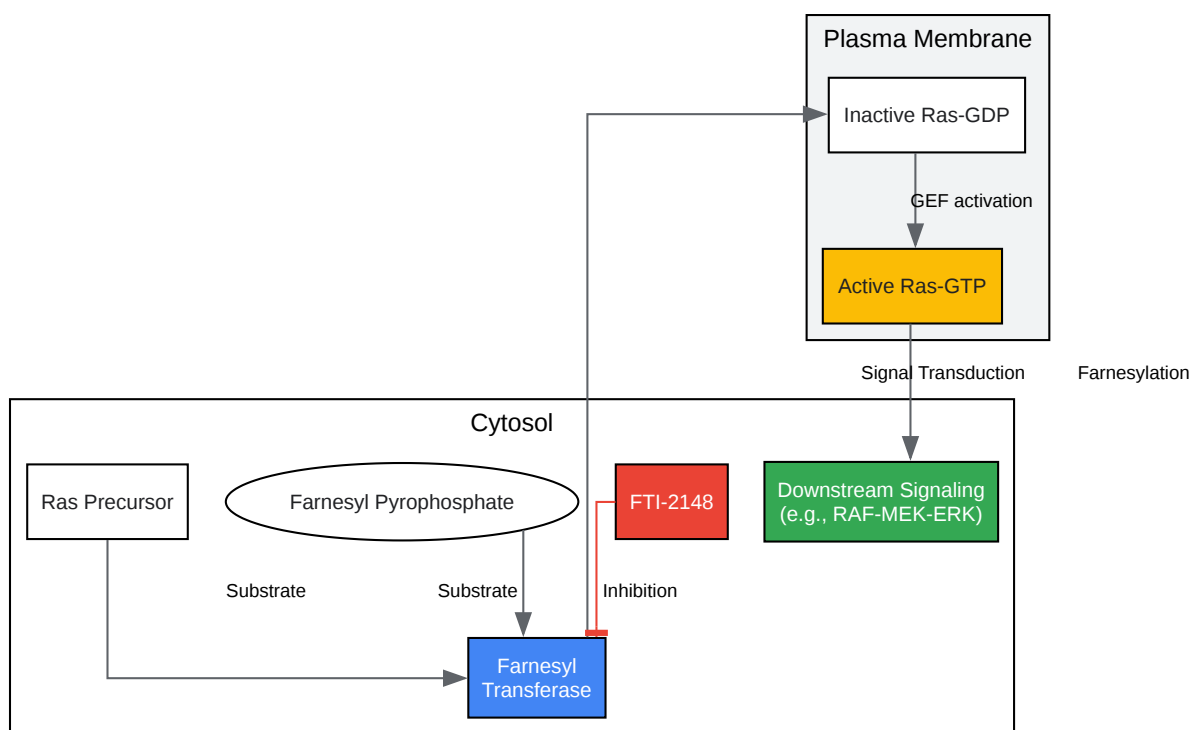 Plasma Membrane
Inactive Ras-GDP
GEF activation
Active Ras-GTP
Signal Transduction
Farnesylation
Cytosol
Ras Precursor
Farnesyl Pyrophosphate
FTI-2148
Downstream Signaling
(e.g., RAF-MEK-ERK)
Substrate
Substrate
Inhibition
Farnesyl
Transferase